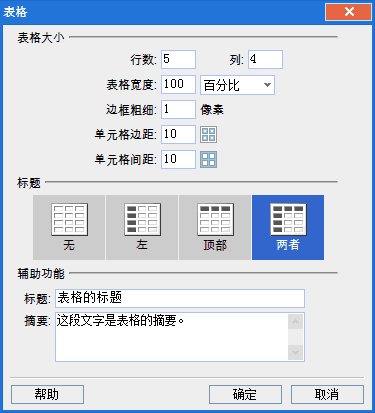 表格
表格大小
行数: 5 列: 4
表格宽度: 100 百分比
边框粗细: 1 像素
单元格边距: 10
单元格间距: 10
标题
无 左 顶部 两者
辅助功能
标题: 表格的标题
摘要: 这段文字是表格的摘要。
帮助 确定 取消